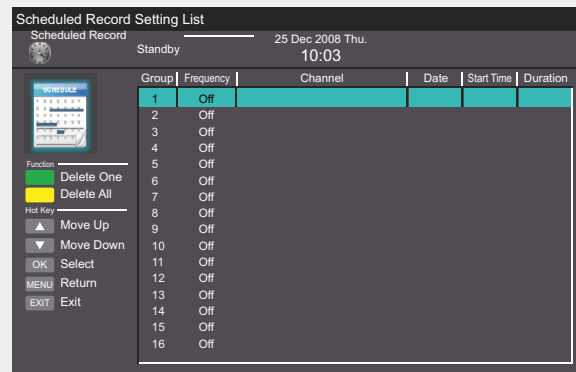 Scheduled Record Setting List
Scheduled Record
Standby
25 Dec 2008 Thu.
10:03
Group Frequency Channel Date Start Time Duration
SCHEDULE
1 Off
2 Off
3 Off
4 Off
5 Off
6 Off
7 Off
8 Off
9 Off
10 Off
11 Off
12 Off
13 Off
14 Off
15 Off
16 Off
Function
Delete One
Delete All
Hot Key
Move Up
Move Down
OK Select
MENU Return
EXIT Exit